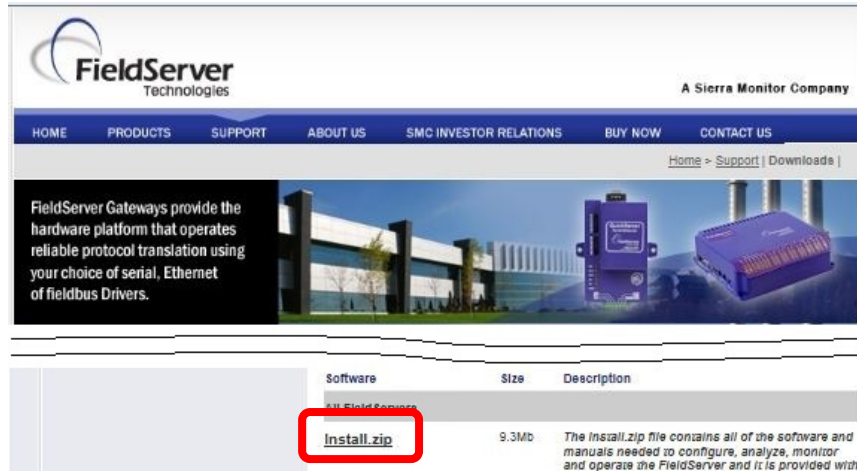 FieldServer
Technologies
A Sierra Monitor Company
HOME PRODUCTS SUPPORT ABOUT US SMC INVESTOR RELATIONS BUY NOW CONTACT US
Home > Support | Downloads |
FieldServer Gateways provide the
hardware platform that operates
reliable protocol translation using
your choice of serial, Ethernet
of fieldbus Drivers.
Software Size Description
All FieldServers
Install.zip 9.3Mb The Install.zip file contains all of the software and
manuals needed to configure, analyze, monitor
and operate the FieldServer and it is provided with